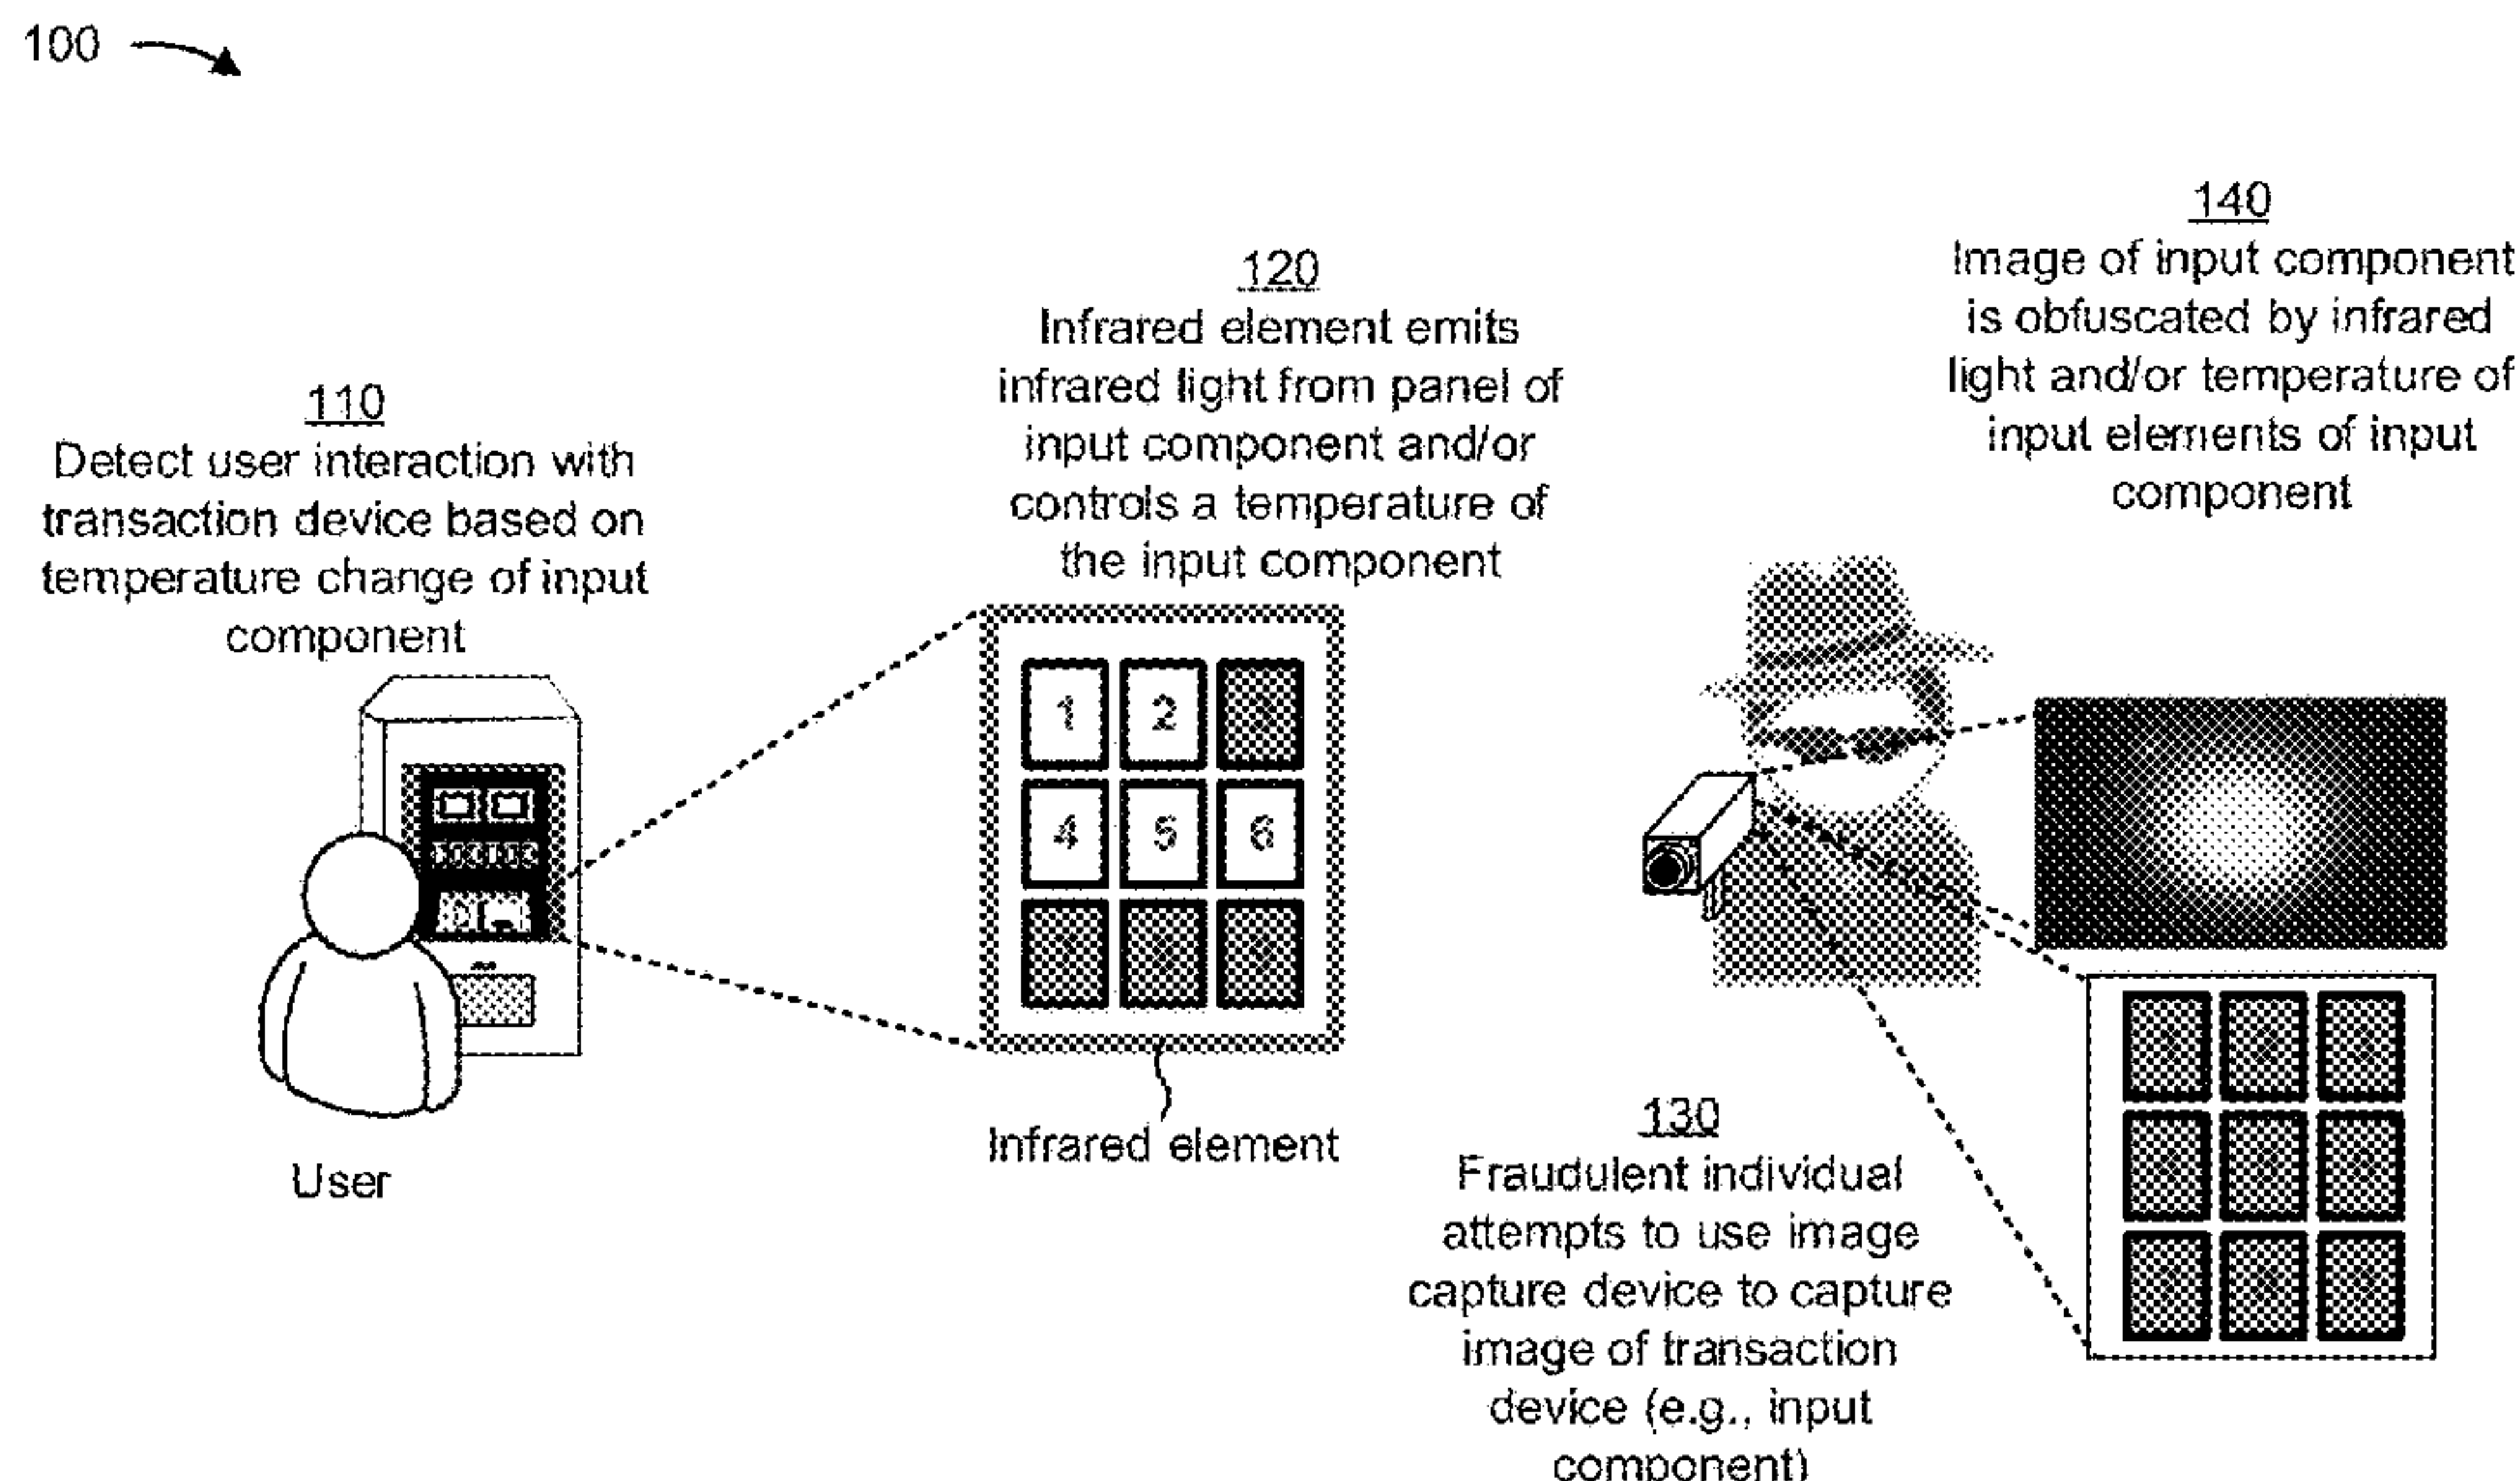 100
110
Detect user interaction with
transaction device based on
temperature change of input
component
User
120
Infrared element emits
infrared light from panel of
input component and/or
controls a temperature of
the input component
1 2
4 5 6
Infrared element
130
Fraudulent individual
attempts to use image
capture device to capture
image of transaction
device (e.g., input
component)
140
Image of input component
is obfuscated by infrared
light and/or temperature of
input elements of input
component